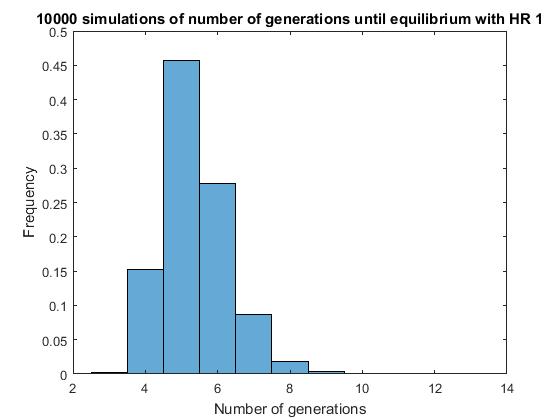 10000 simulations of number of generations until equilibrium with HR 1
0.5
0.45
0.4
0.35
0.3
0.25
0.2
0.15
0.1
0.05
0
Frequency
2 4 6 8 10 12 14
Number of generations